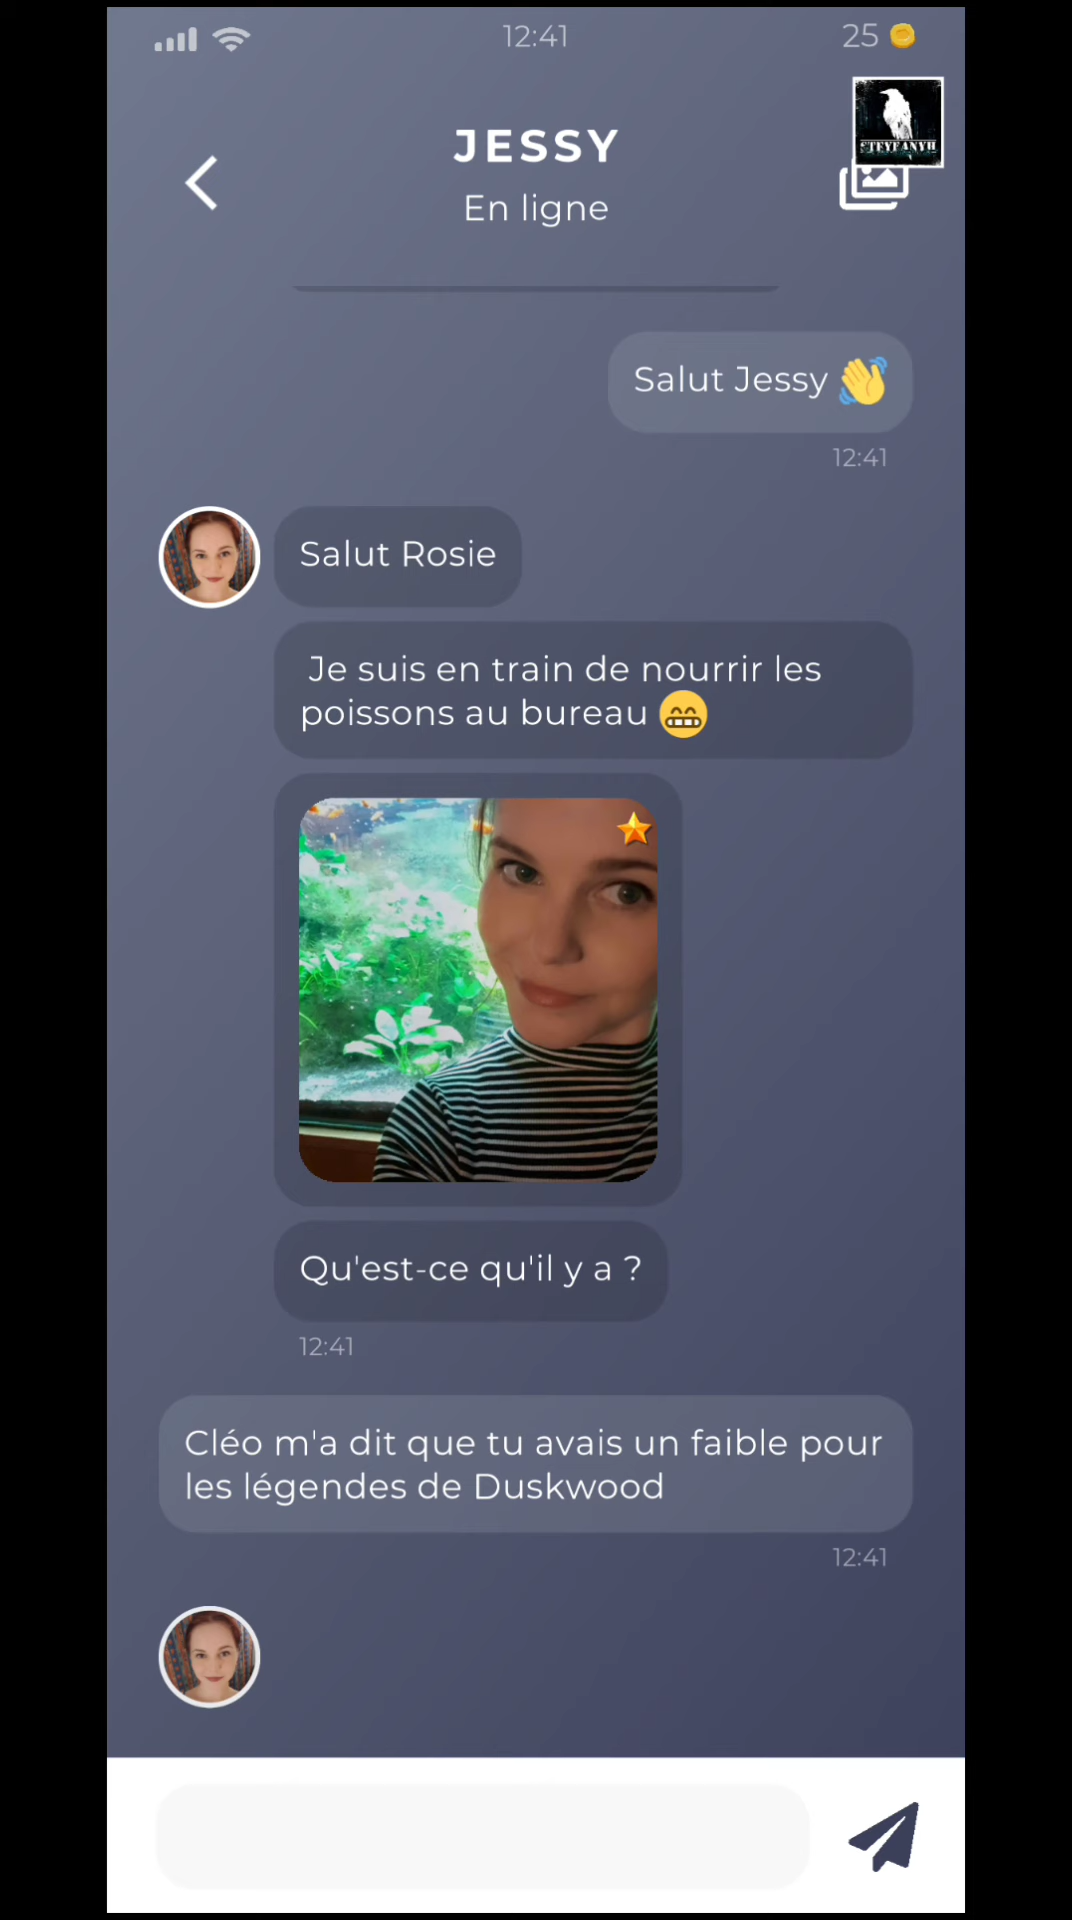 12:41
25
STEYFANYH
JESSY
En ligne
Salut Jessy 👋
12:41
Salut Rosie
Je suis en train de nourrir les
poissons au bureau 😁
Qu'est-ce qu'il y a ?
12:41
Cléo m'a dit que tu avais un faible pour
les légendes de Duskwood
12:41